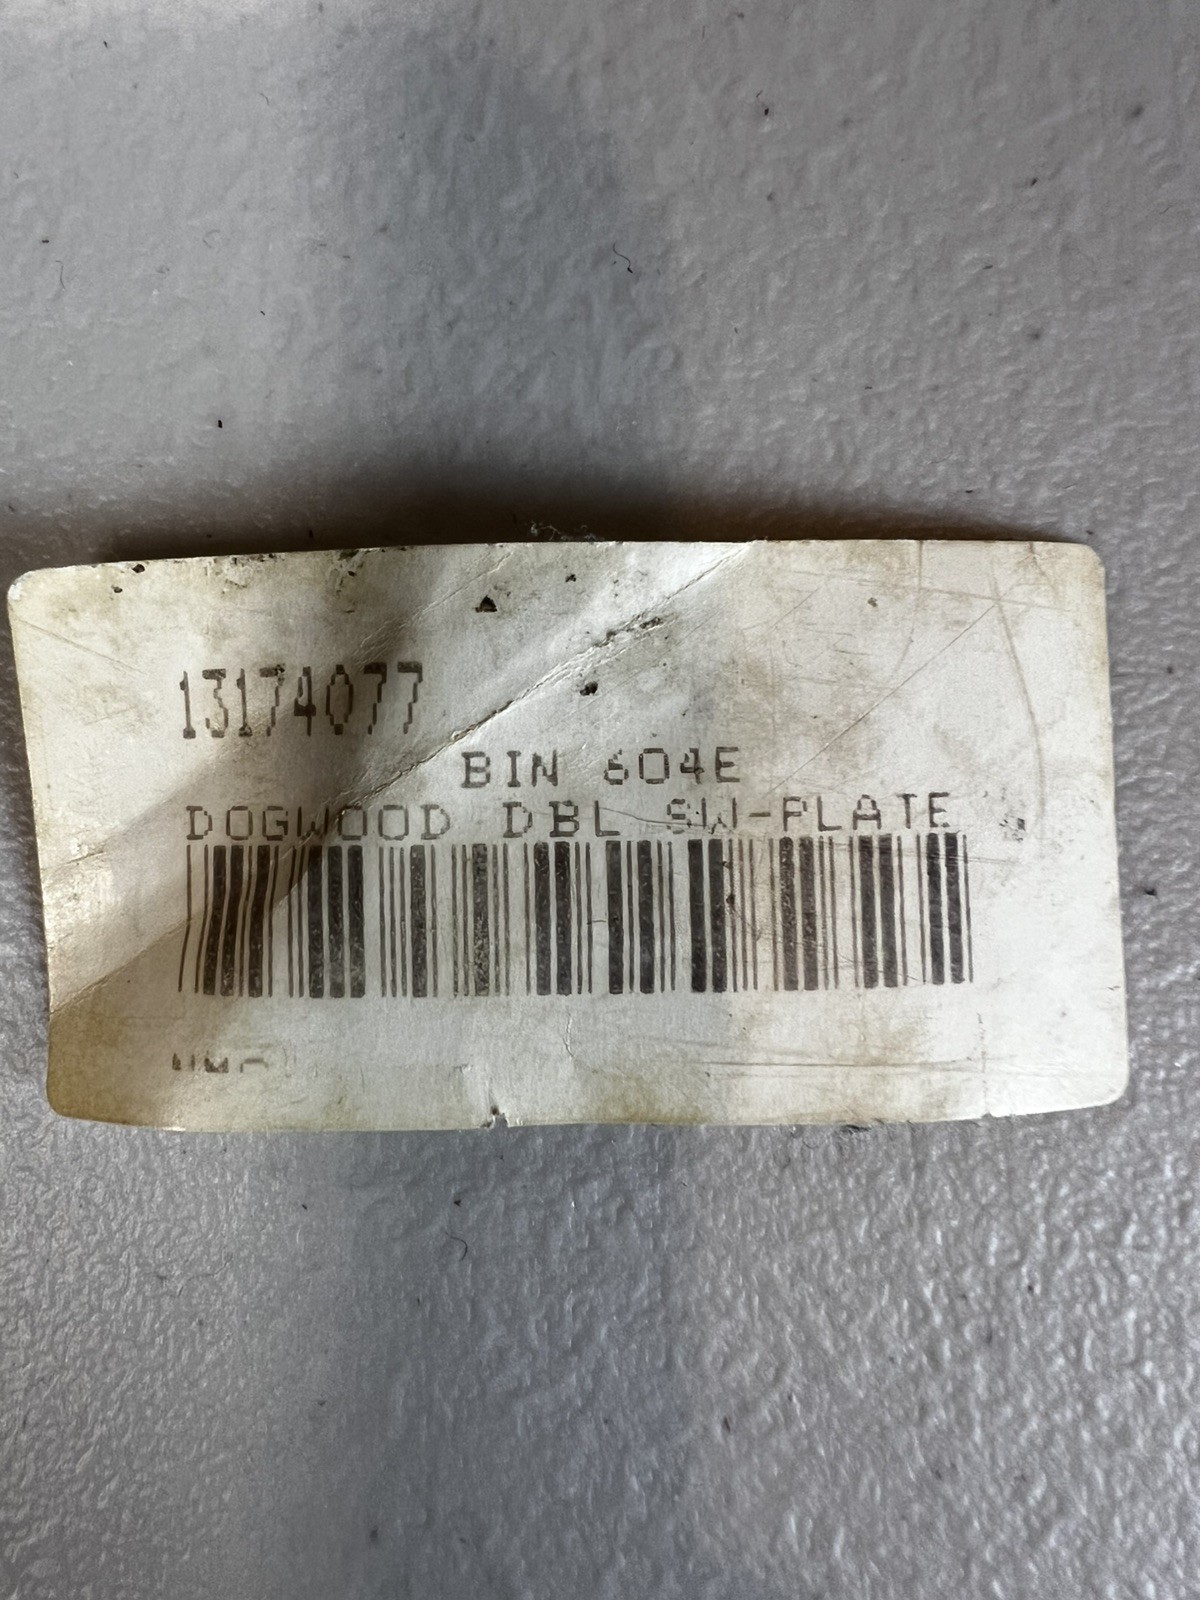 13174077
BIN 604E
DOGWOOD DBL SW-PLATE